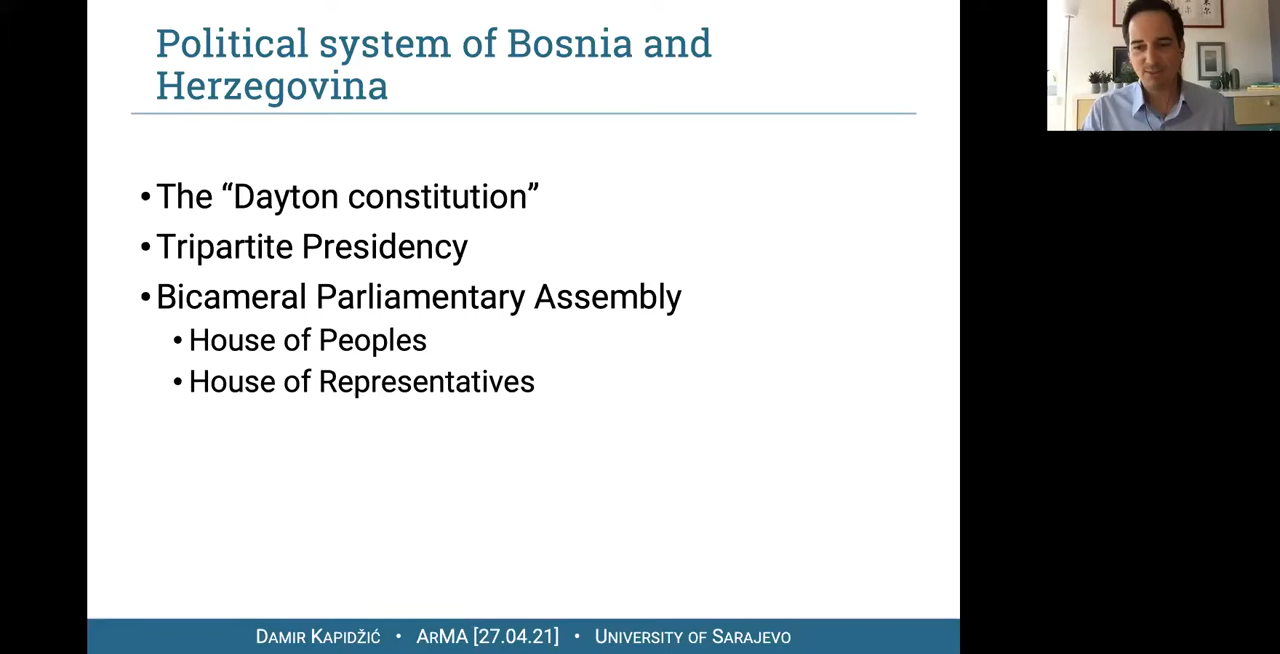 Political system of Bosnia and
Herzegovina
•The “Dayton constitution”
•Tripartite Presidency
•Bicameral Parliamentary Assembly
•House of Peoples
•House of Representatives
DAMIR KAPIDŽIĆ • ARMA [27.04.21] • UNIVERSITY OF SARAJEVO